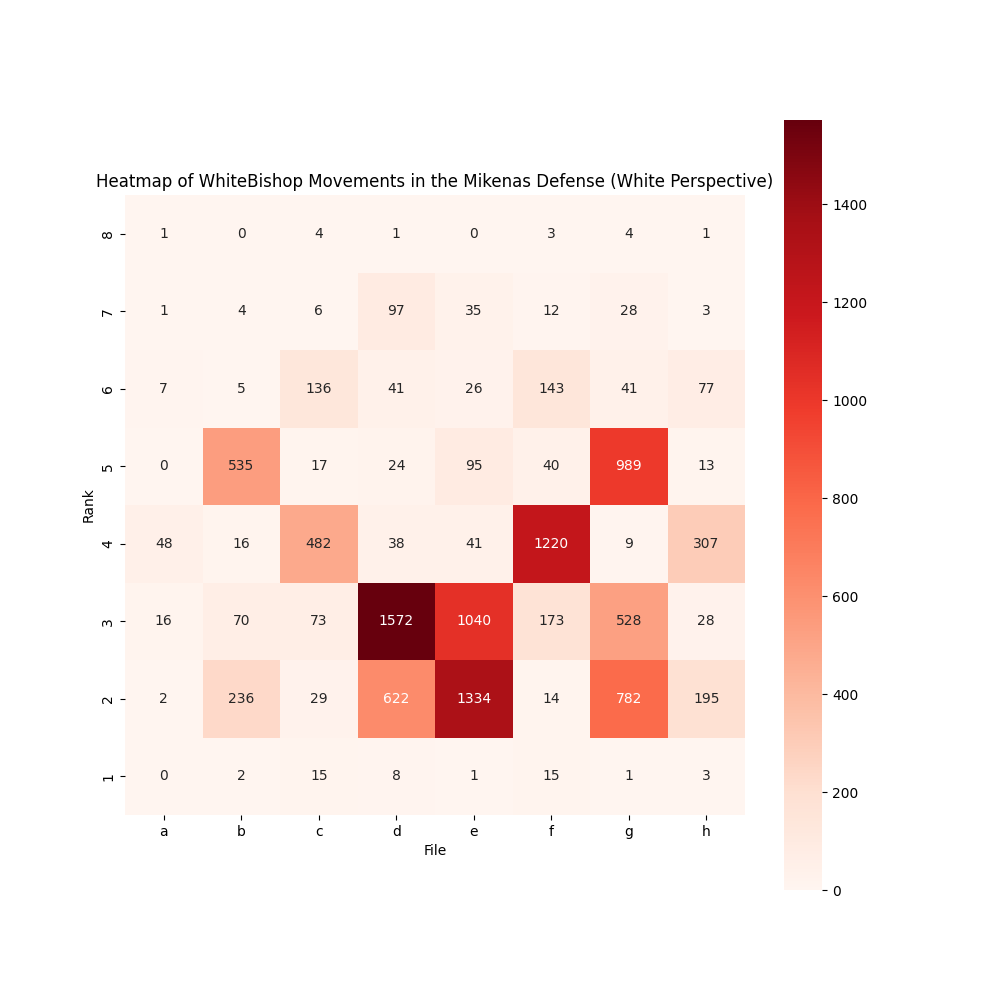 Heatmap of WhiteBishop Movements in the Mikenas Defense (White Perspective)
8 1 0 4 1 0 3 4 1
7 1 4 6 97 35 12 28 3
6 7 5 136 41 26 143 41 77
5 0 535 17 24 95 40 989 13
4 48 16 482 38 41 1220 9 307
3 16 70 73 1572 1040 173 528 28
2 2 236 29 622 1334 14 782 195
1 0 2 15 8 1 15 1 3
a b c d e f g h
File
Rank
1400
1200
1000
800
600
400
200
0